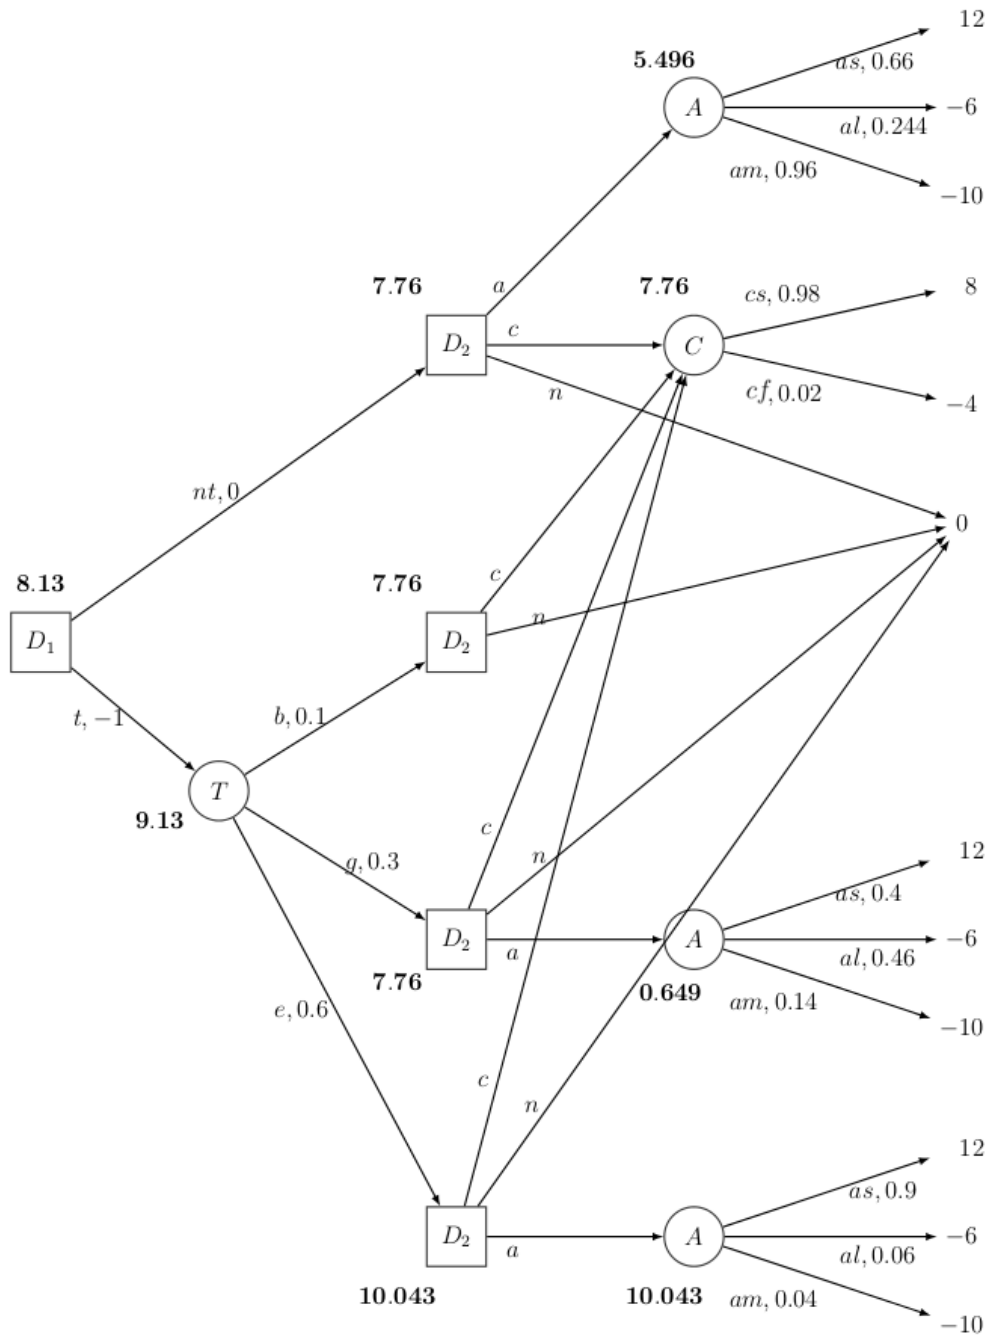 12
5.496
as, 0.66
A
−6
al, 0.244
am, 0.96
−10
a
7.76
7.76
cs, 0.98
8
c
D₂
C
cf, 0.02
−4
n
nt, 0
0
8.13
7.76
c
n
D₁
D₂
t, −1
b, 0.1
T
9.13
c
12
g, 0.3
n
as, 0.4
D₂
a
A
−6
al, 0.46
7.76
0.649
am, 0.14
−10
e, 0.6
c
n
12
as, 0.9
D₂
a
A
−6
al, 0.06
10.043
10.043
am, 0.04
−10